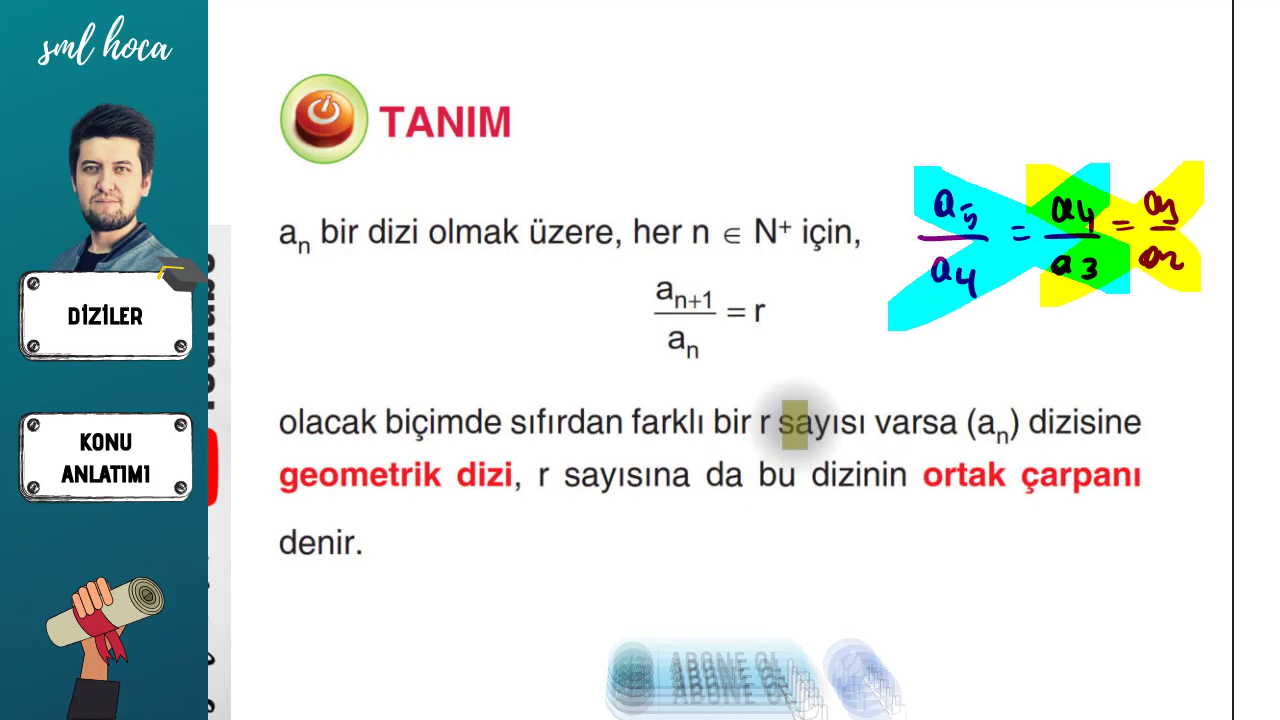 sml hoca
DİZİLER
KONU
ANLATIMI
TANIM
aₙ bir dizi olmak üzere, her n ∈ N⁺ için,
aₙ₊₁ / aₙ = r
a₅ / a₄ = a₄ / a₃ = a₃ / a₂
olacak biçimde sıfırdan farklı bir r sayısı varsa (aₙ) dizisine
geometrik dizi, r sayısına da bu dizinin ortak çarpanı
denir.
ABONE OL